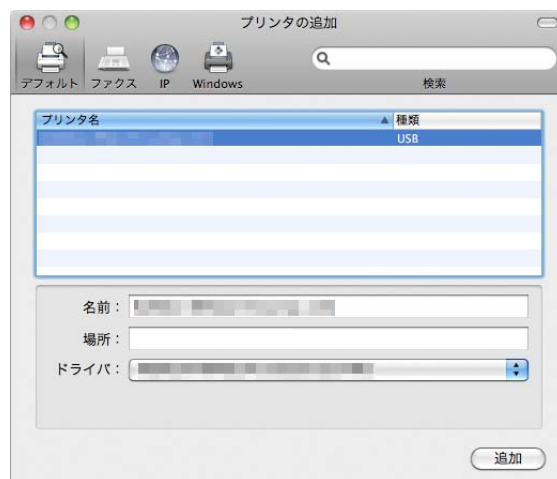 プリンタの追加
デフォルト ファクス IP Windows 検索
プリンタ名 種類
USB
名前：
場所：
ドライバ：
追加